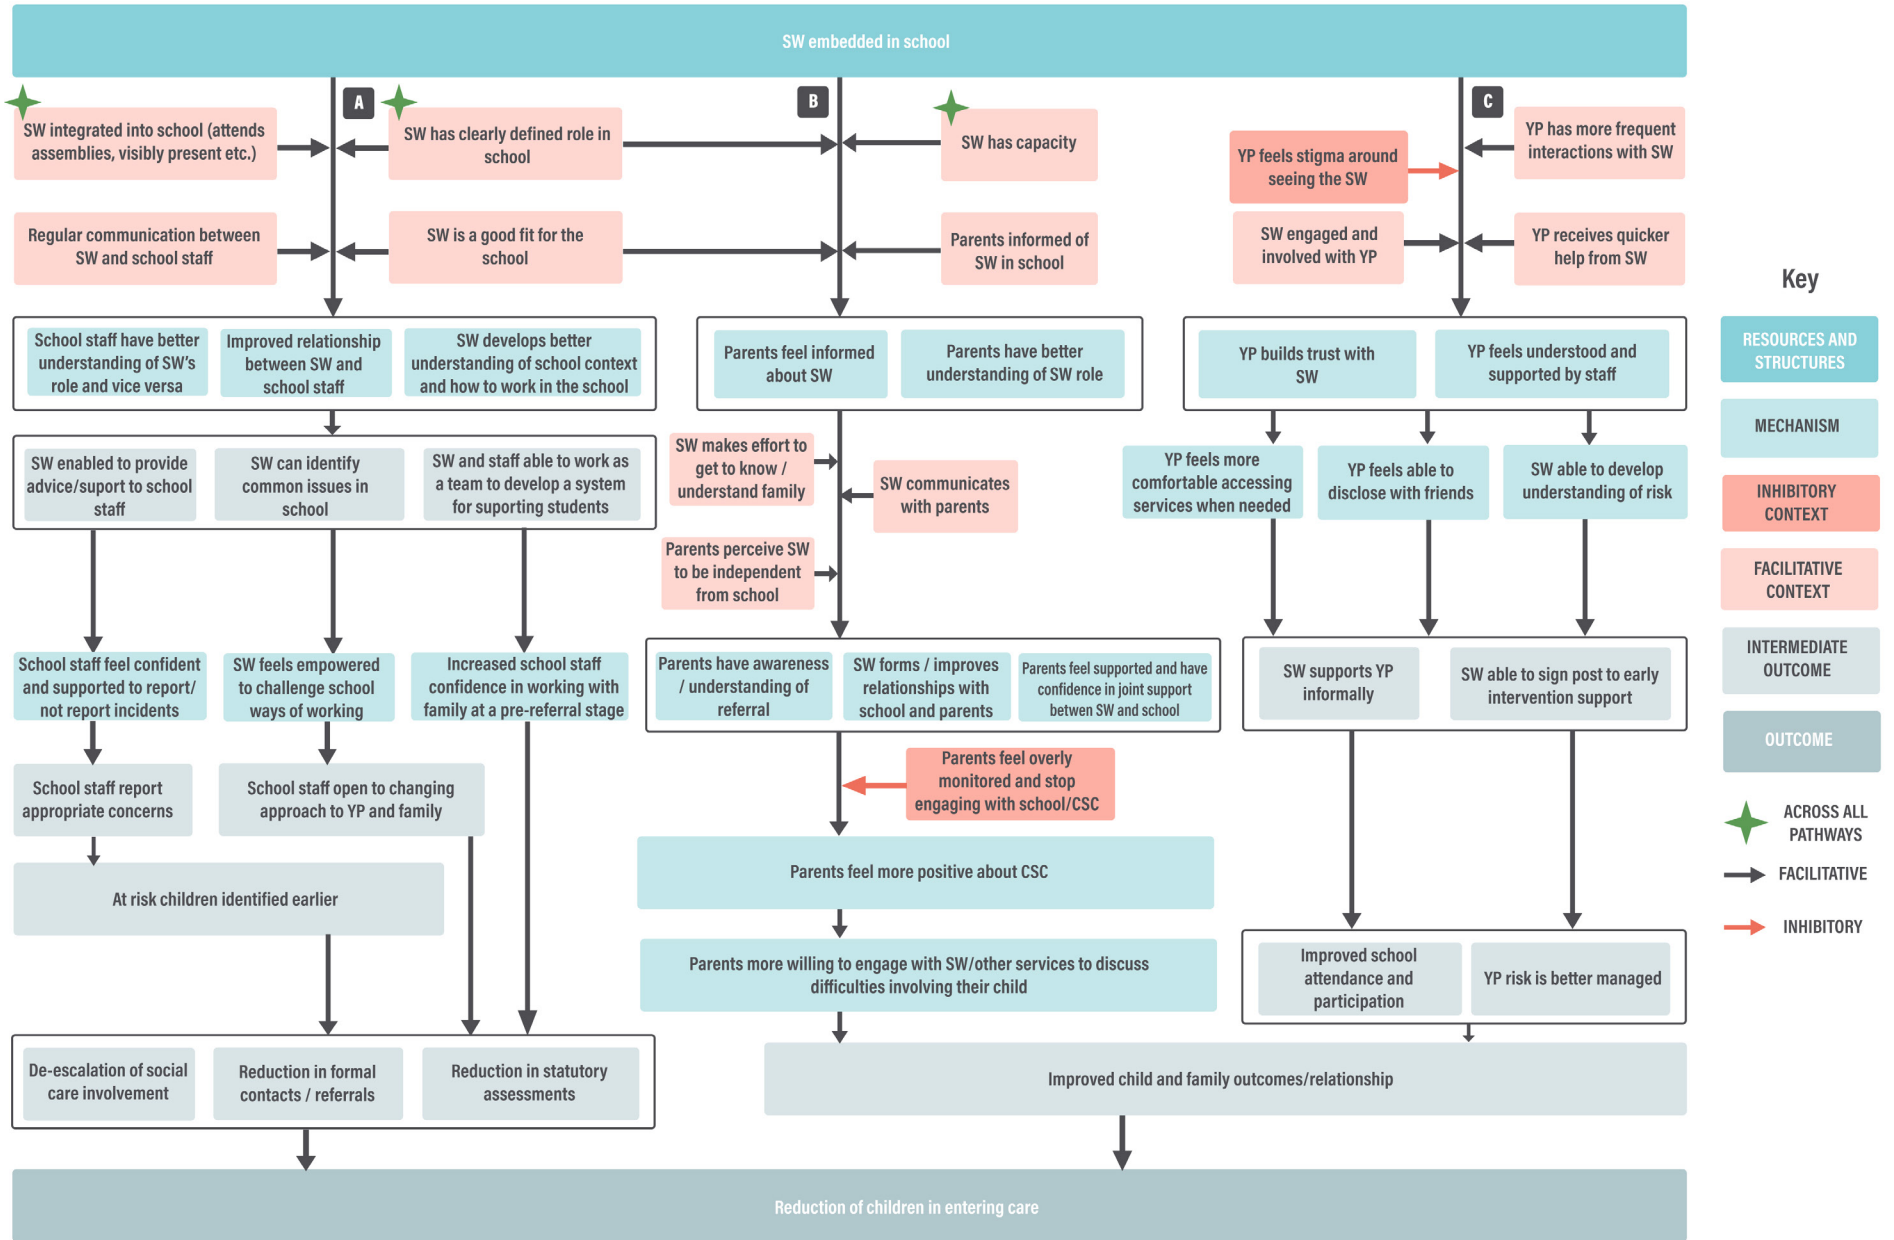 SW embedded in school
A
B
C
SW integrated into school (attends
assemblies, visibly present etc.)
SW has clearly defined role in
school
SW has capacity
YP feels stigma around
seeing the SW
YP has more frequent
interactions with SW
Regular communication between
SW and school staff
SW is a good fit for the
school
Parents informed of
SW in school
SW engaged and
involved with YP
YP receives quicker
help from SW
School staff have better
understanding of SW's
role and vice versa
Improved relationship
between SW and
school staff
SW develops better
understanding of school context
and how to work in the school
Parents feel informed
about SW
Parents have better
understanding of SW role
YP builds trust with
SW
YP feels understood and
supported by staff
SW enabled to provide
advice/suport to school
staff
SW can identify
common issues in
school
SW and staff able to work as
a team to develop a system
for suporting students
SW makes effort to
get to know /
understand family
SW communicates
with parents
Parents perceive SW
to be independent
from school
YP feels more
comfortable accessing
services when needed
YP feels able to
disclose with friends
SW able to develop
understanding of risk
School staff feel confident
and supported to report/
not report incidents
SW feels empowered
to challenge school
ways of working
Increased school staff
confidence in working with
family at a pre-referral stage
Parents have awareness
/ understanding of
referral
SW forms / improves
relationships with
school and parents
Parents feel supported and have
confidence in joint support
betwen SW and school
SW supports YP
informally
SW able to sign post to early
intervention support
School staff report
appropriate concerns
School staff open to changing
approach to YP and family
Parents feel overly
monitored and stop
engaging with school/CSC
At risk children identified earlier
Parents feel more positive about CSC
Parents more willing to engage with SW/other services to discuss
difficulties involving their child
Improved school
attendance and
participation
YP risk is better managed
De-escalation of social
care involvement
Reduction in formal
contacts / referrals
Reduction in statutory
assessments
Improved child and family outcomes/relationship
Reduction of children in entering care
Key
RESOURCES AND
STRUCTURES
MECHANISM
INHIBITORY
CONTEXT
FACILITATIVE
CONTEXT
INTERMEDIATE
OUTCOME
OUTCOME
ACROSS ALL
PATHWAYS
FACILITATIVE
INHIBITORY